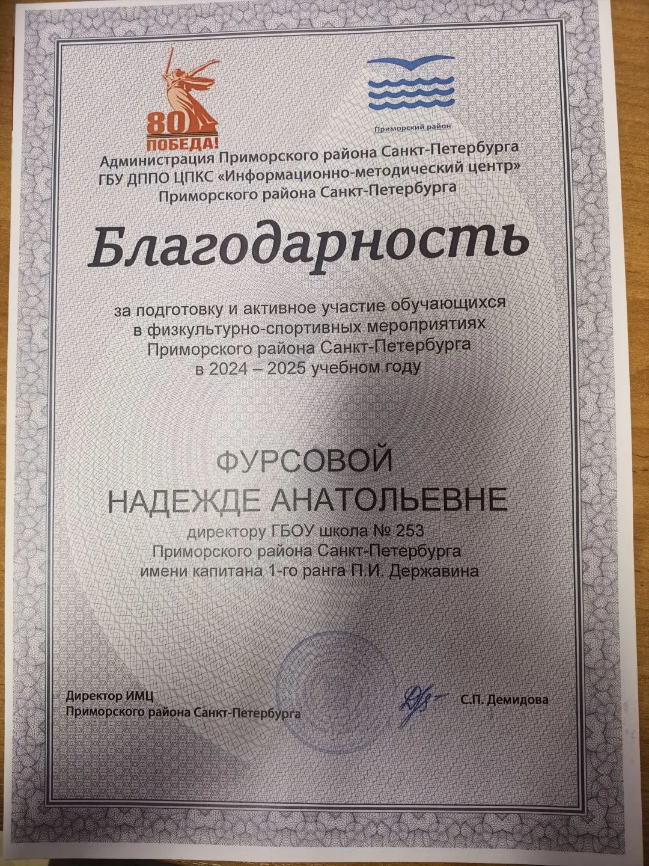 80
ПОБЕДА!
Приморский район
Администрация Приморского района Санкт-Петербурга
ГБУ ДППО ЦПКС «Информационно-методический центр»
Приморского района Санкт-Петербурга
Благодарность
за подготовку и активное участие обучающихся
в физкультурно-спортивных мероприятиях
Приморского района Санкт-Петербурга
в 2024 – 2025 учебном году
ФУРСОВОЙ
НАДЕЖДЕ АНАТОЛЬЕВНЕ
директору ГБОУ школа № 253
Приморского района Санкт-Петербурга
имени капитана 1-го ранга П.И. Державина
Директор ИМЦ
Приморского района Санкт-Петербурга
С.П. Демидова